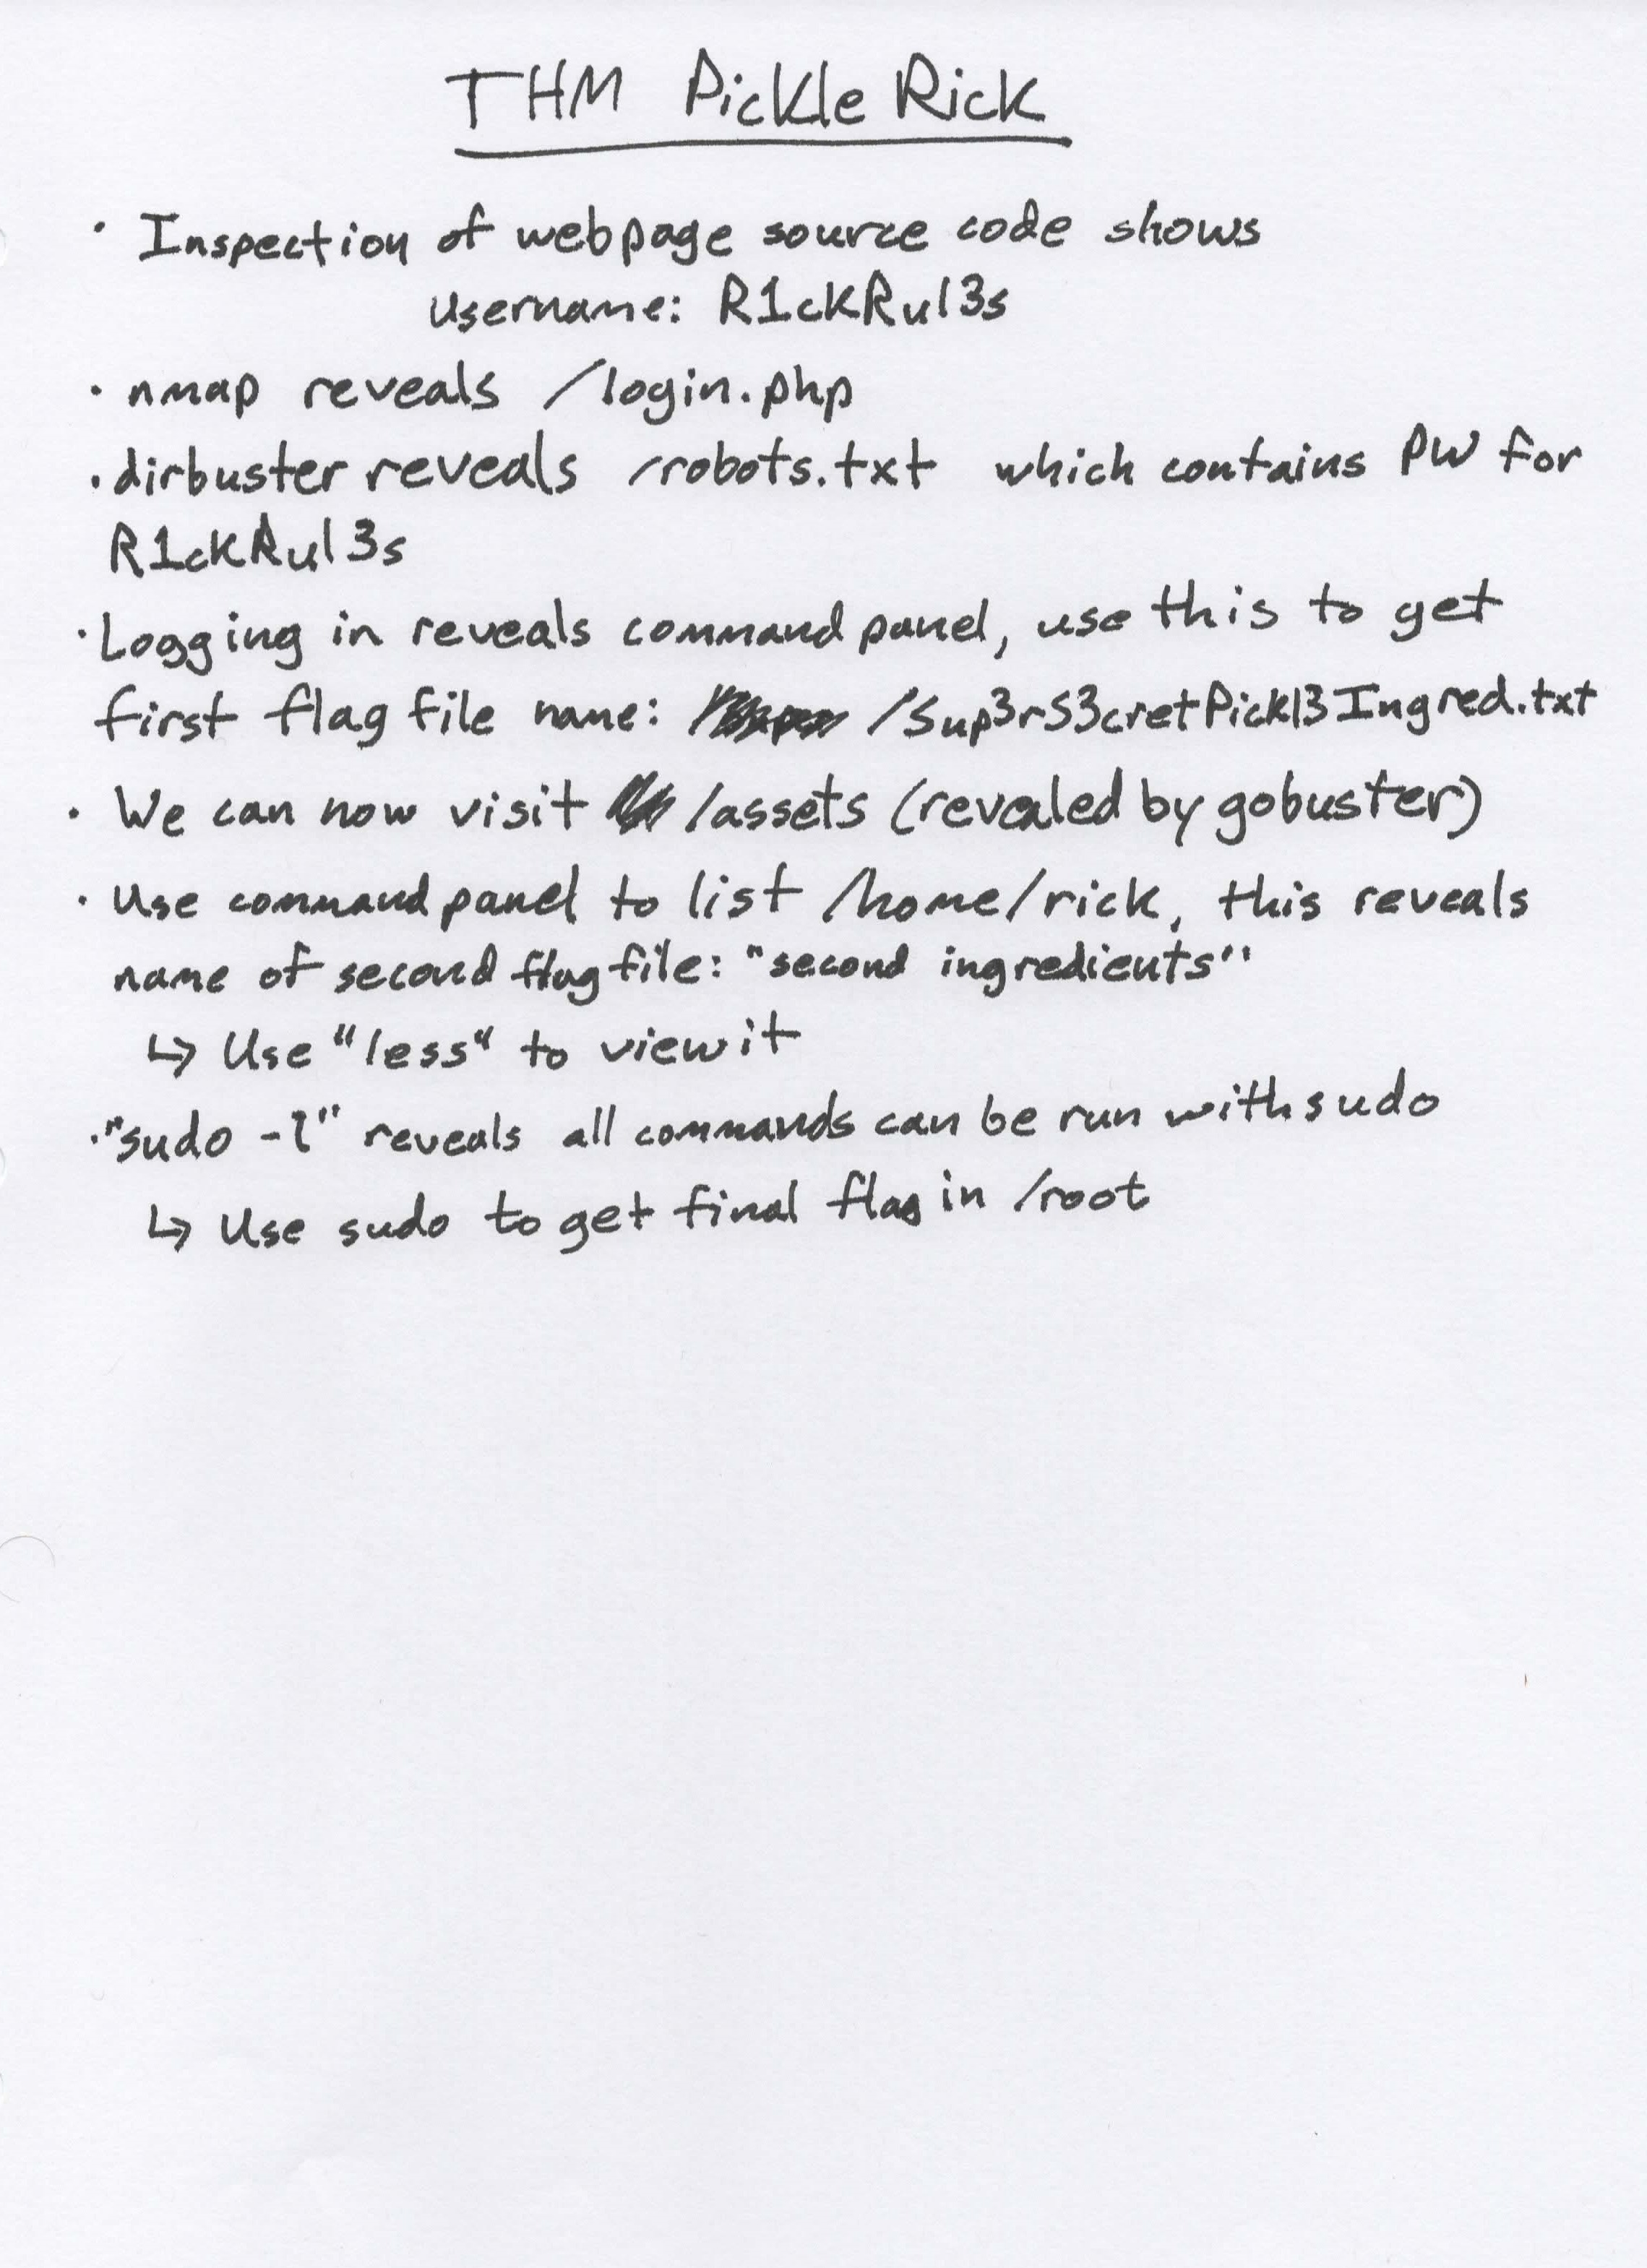 THM Pickle Rick
· Inspection of webpage source code shows
Username: R1ckRul3s
· nmap reveals /login.php
· dirbuster reveals /robots.txt which contains PW for
R1ckRul3s
· Logging in reveals command panel, use this to get
first flag file name: /Sup3rS3cretPickl3Ingred.txt
· We can now visit /assets (revealed by gobuster)
· Use command panel to list /home/rick, this reveals
name of second flag file: "second ingredients"
↳ Use "less" to view it
· "sudo -l" reveals all commands can be run with sudo
↳ Use sudo to get final flag in /root